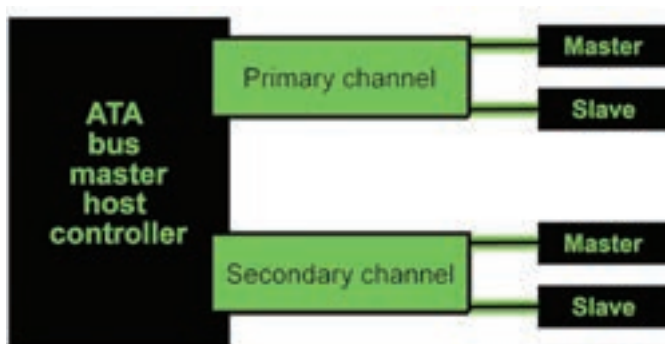 ATA
bus
master
host
controller
Primary channel
Master
Slave
Secondary channel
Master
Slave